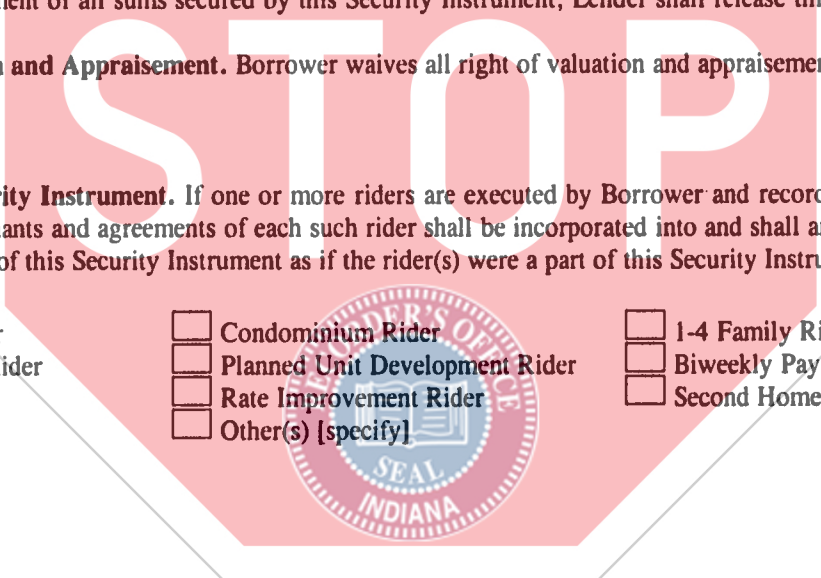 ent of all sums secured by this Security Instrument, Lender shall release thi
and Appraisement. Borrower waives all right of valuation and appraisemen
STOP
ity Instrument. If one or more riders are executed by Borrower and record
ants and agreements of each such rider shall be incorporated into and shall a
of this Security Instrument as if the rider(s) were a part of this Security Instru
Condominium Rider 1-4 Family Ri
ider Planned Unit Development Rider Biweekly Pay
Rate Improvement Rider Second Home
Other(s) [specify]
RECORDER'S OFFICE
SEAL
INDIANA